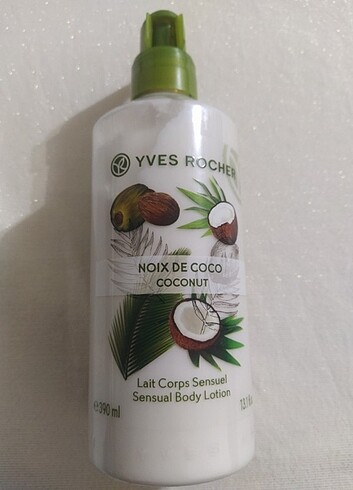 YVES ROCHER
NOIX DE COCO
COCONUT
Lait Corps Sensuel
Sensual Body Lotion
e 390 ml